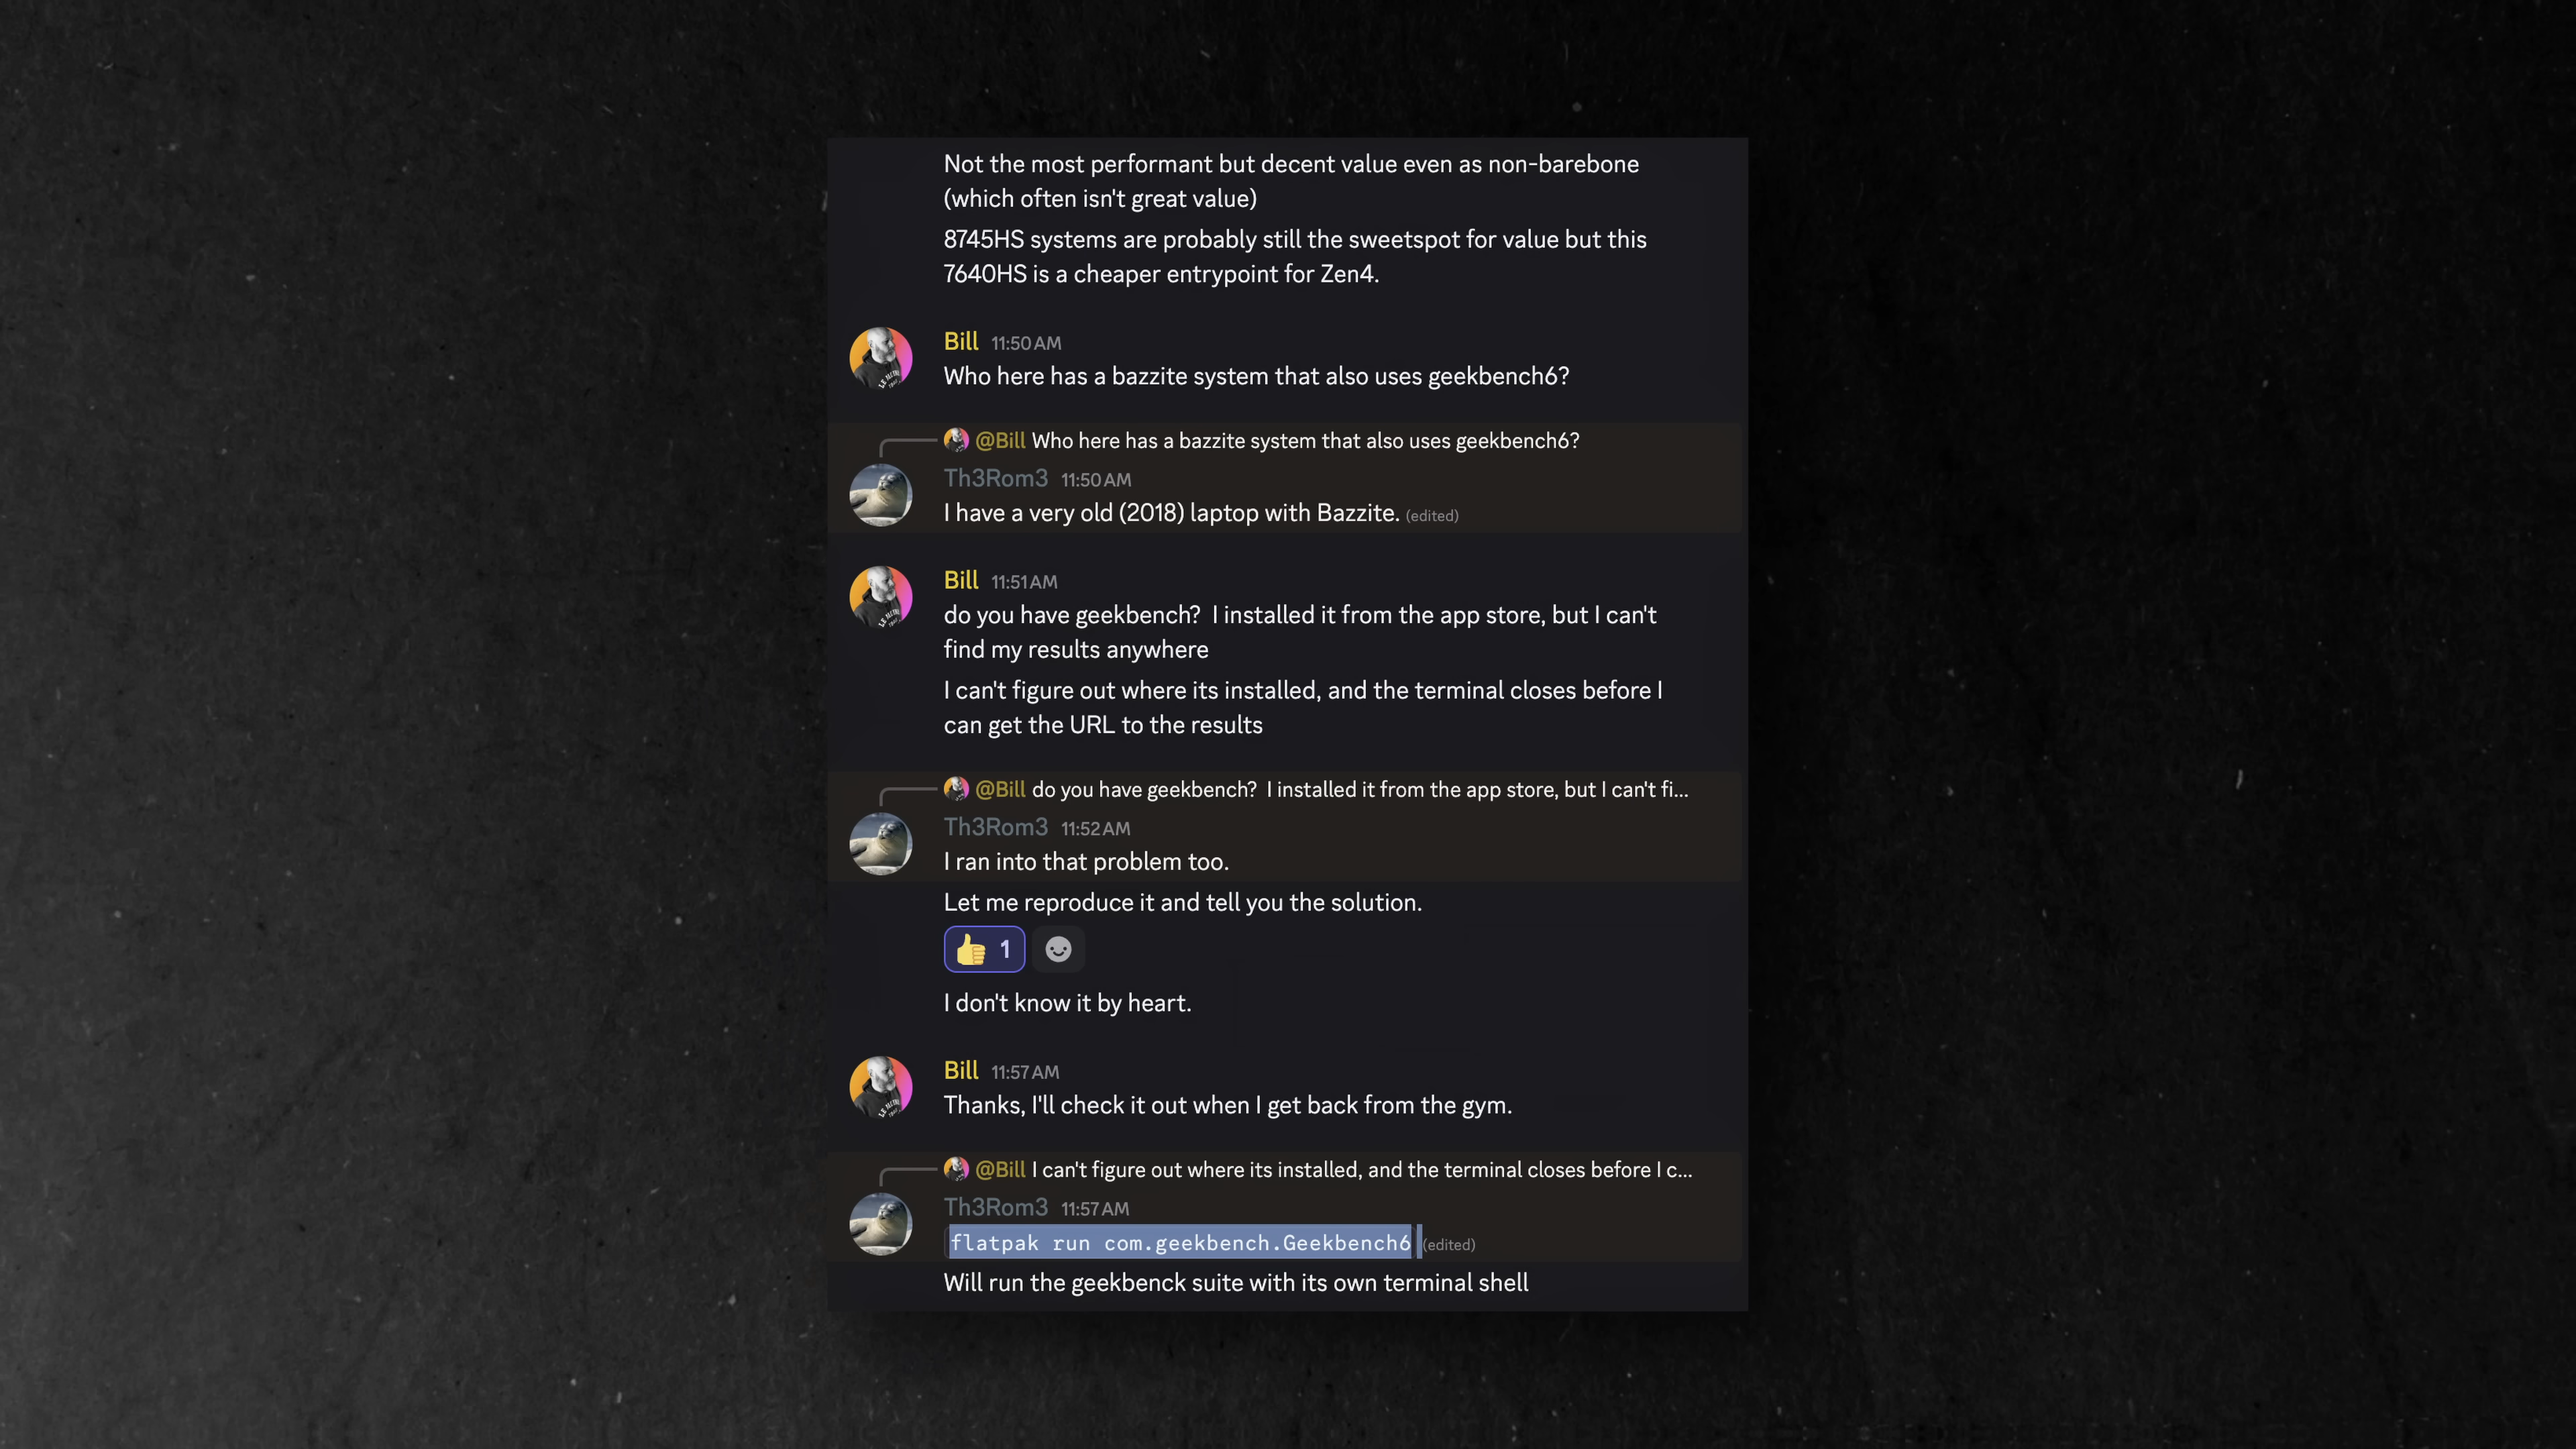 Not the most performant but decent value even as non-barebone
(which often isn't great value)
8745HS systems are probably still the sweetspot for value but this
7640HS is a cheaper entrypoint for Zen4.
Bill 11:50 AM
Who here has a bazzite system that also uses geekbench6?
@Bill Who here has a bazzite system that also uses geekbench6?
Th3Rom3 11:50 AM
I have a very old (2018) laptop with Bazzite. (edited)
Bill 11:51 AM
do you have geekbench?  I installed it from the app store, but I can't
find my results anywhere
I can't figure out where its installed, and the terminal closes before I
can get the URL to the results
@Bill do you have geekbench?  I installed it from the app store, but I can't fi...
Th3Rom3 11:52 AM
I ran into that problem too.
Let me reproduce it and tell you the solution.
1
I don't know it by heart.
Bill 11:57 AM
Thanks, I'll check it out when I get back from the gym.
@Bill I can't figure out where its installed, and the terminal closes before I c...
Th3Rom3 11:57 AM
flatpak run com.geekbench.Geekbench6 (edited)
Will run the geekbenck suite with its own terminal shell